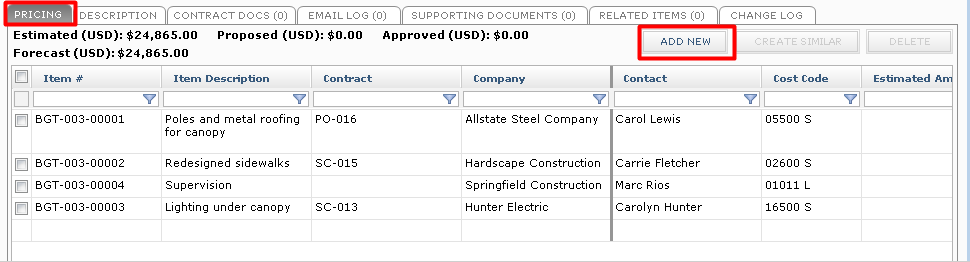 PRICING DESCRIPTION CONTRACT DOCS (0) EMAIL LOG (0) SUPPORTING DOCUMENTS (0) RELATED ITEMS (0) CHANGE LOG
Estimated (USD): $24,865.00 Proposed (USD): $0.00 Approved (USD): $0.00
Forecast (USD): $24,865.00
ADD NEW CREATE SIMILAR DELETE
Item # Item Description Contract Company Contact Cost Code Estimated Am
BGT-003-00001 Poles and metal roofing PO-016 Allstate Steel Company Carol Lewis 05500 S
for canopy
BGT-003-00002 Redesigned sidewalks SC-015 Hardscape Construction Carrie Fletcher 02600 S
BGT-003-00004 Supervision Springfield Construction Marc Rios 01011 L
BGT-003-00003 Lighting under canopy SC-013 Hunter Electric Carolyn Hunter 16500 S